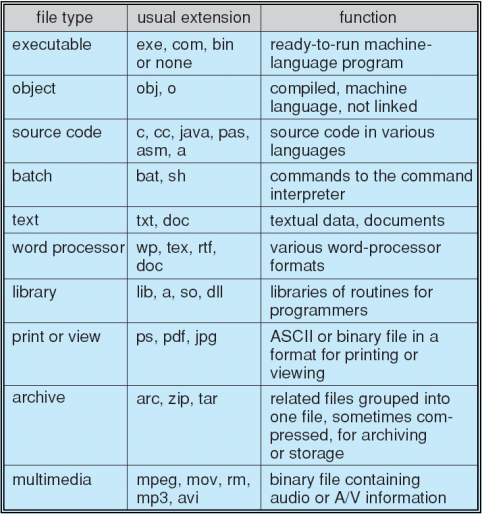 file type usual extension function
executable exe, com, bin ready-to-run machine-
or none language program
object obj, o compiled, machine
language, not linked
source code c, cc, java, pas, source code in various
asm, a languages
batch bat, sh commands to the command
interpreter
text txt, doc textual data, documents
word processor wp, tex, rtf, various word-processor
doc formats
library lib, a, so, dll libraries of routines for
programmers
print or view ps, pdf, jpg ASCII or binary file in a
format for printing or
viewing
archive arc, zip, tar related files grouped into
one file, sometimes com-
pressed, for archiving
or storage
multimedia mpeg, mov, rm, binary file containing
mp3, avi audio or A/V information